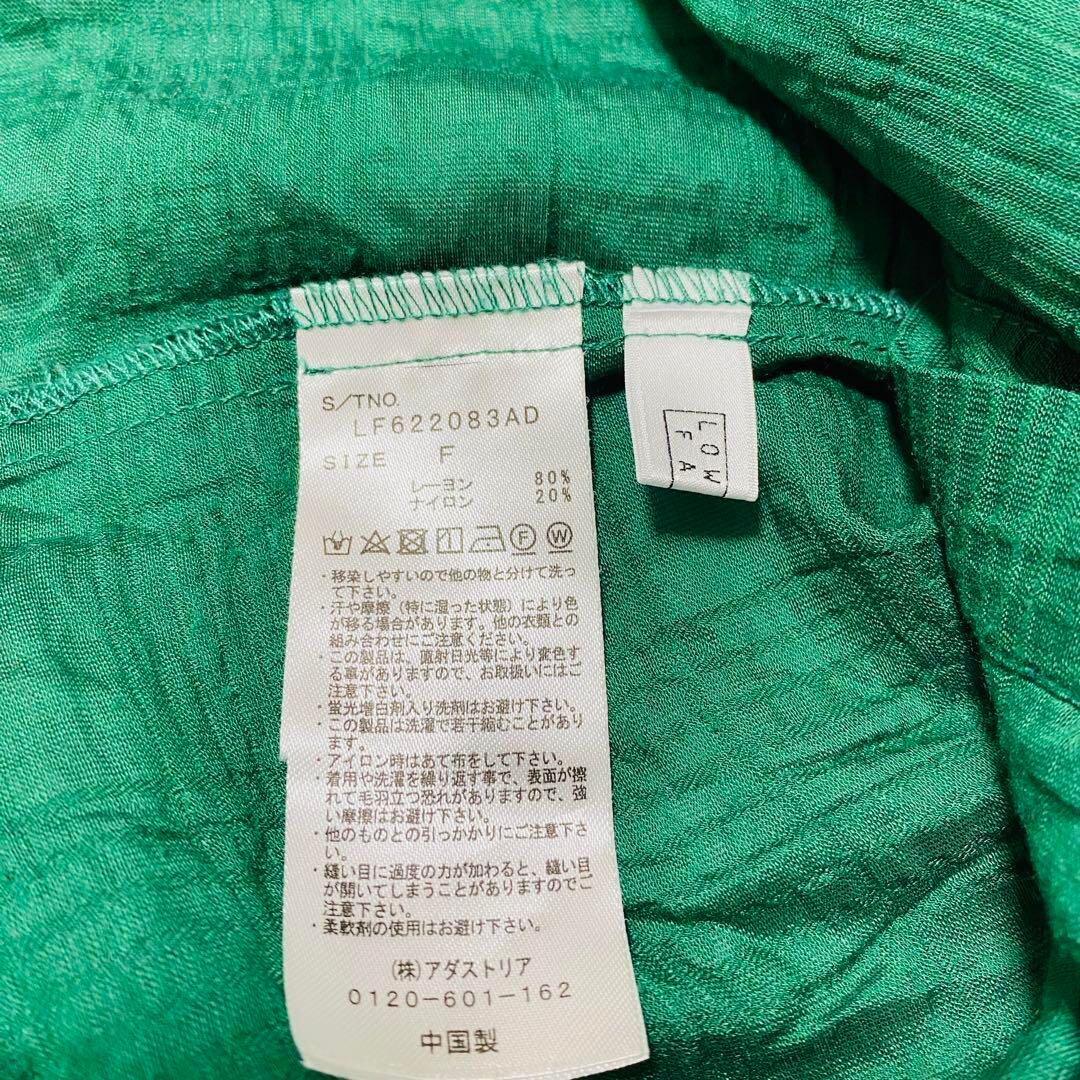 S/TNO.
LF622083AD
SIZE F
レーヨン 80%
ナイロン 20%
F W
・移染しやすいので他の物と分けて洗っ
て下さい。
・汗や摩擦(特に湿った状態)により色
が移る場合があります。他の衣類との
組み合わせにご注意ください。
・この製品は、直射日光等により変色す
る事がありますので、お取扱いにはご
注意下さい。
・蛍光増白剤入り洗剤はお避け下さい。
・この製品は洗濯で若干縮むことがあり
ます。
・アイロン時はあて布をして下さい。
・着用や洗濯を繰り返す事で、表面が擦
れて毛羽立つ恐れがありますので、強
い摩擦はお避け下さい。
・他のものとの引っかかりにご注意下さ
い。
・縫い目に過度の力が加わると、縫い目
が開いてしまうことがありますのでご
注意下さい。
・柔軟剤の使用はお避け下さい。
(株)アダストリア
0120-601-162
中国製
LOW
FA